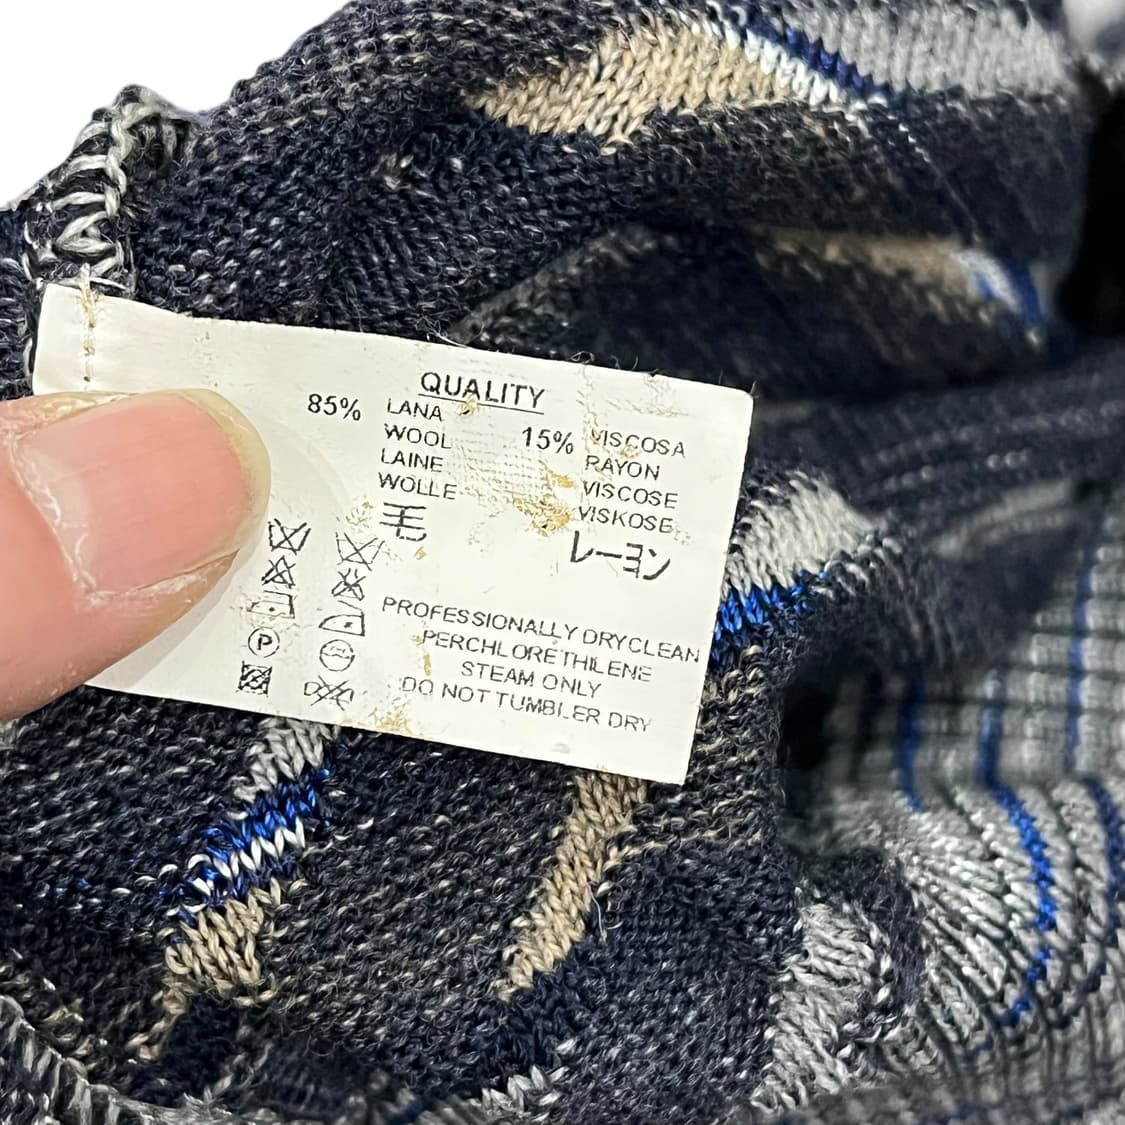 QUALITY
85% LANA
WOOL
LAINE
WOLLE
毛
15% VISCOSA
RAYON
VISCOSE
VISKOSE
レーヨン
P
PROFESSIONALLY DRYCLEAN
PERCHLORETHILENE
STEAM ONLY
DO NOT TUMBLER DRY